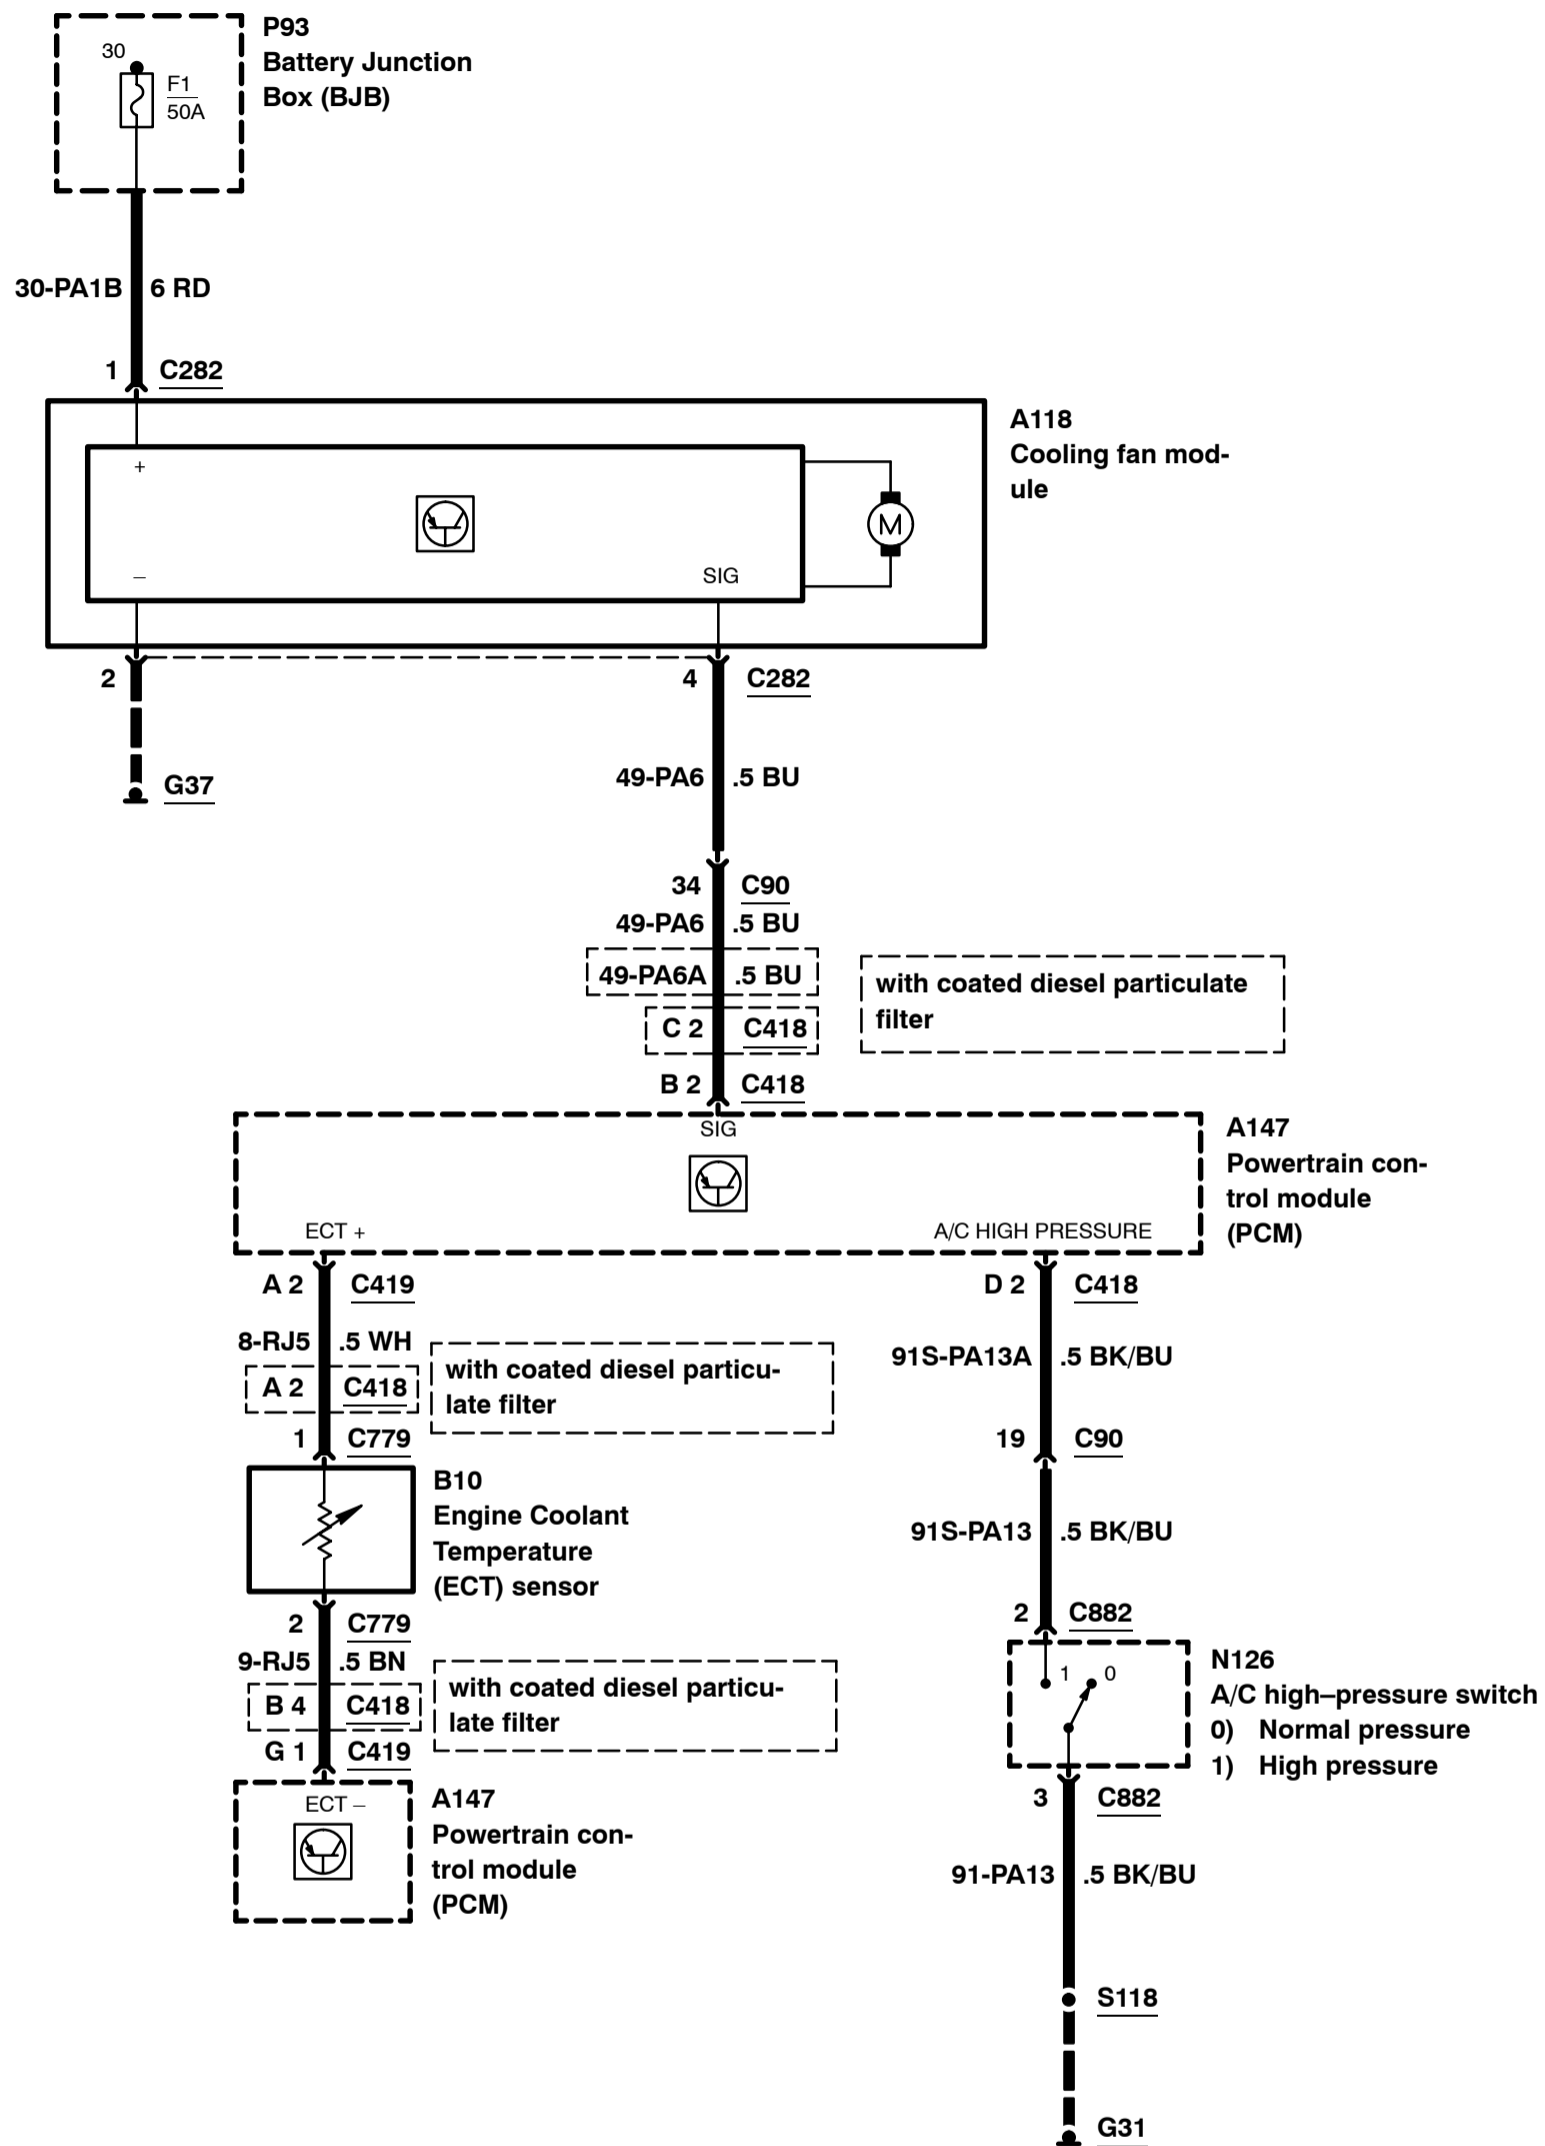 P93
Battery Junction
Box (BJB)
30
F1
50A
30-PA1B 6 RD
1 C282
A118
Cooling fan mod-
ule
+
M
–
SIG
2
4 C282
G37
49-PA6 .5 BU
34 C90
49-PA6 .5 BU
49-PA6A .5 BU
with coated diesel particulate
filter
C 2 C418
B 2 C418
SIG
A147
Powertrain con-
trol module
(PCM)
ECT +
A/C HIGH PRESSURE
A 2 C419
D 2 C418
8-RJ5 .5 WH
91S-PA13A .5 BK/BU
with coated diesel particu-
late filter
A 2 C418
1 C779
19 C90
B10
Engine Coolant
Temperature
(ECT) sensor
91S-PA13 .5 BK/BU
2 C779
2 C882
9-RJ5 .5 BN
with coated diesel particu-
late filter
B 4 C418
G 1 C419
1 0
N126
A/C high–pressure switch
0) Normal pressure
1) High pressure
ECT –
A147
Powertrain con-
trol module
(PCM)
3 C882
91-PA13 .5 BK/BU
S118
G31